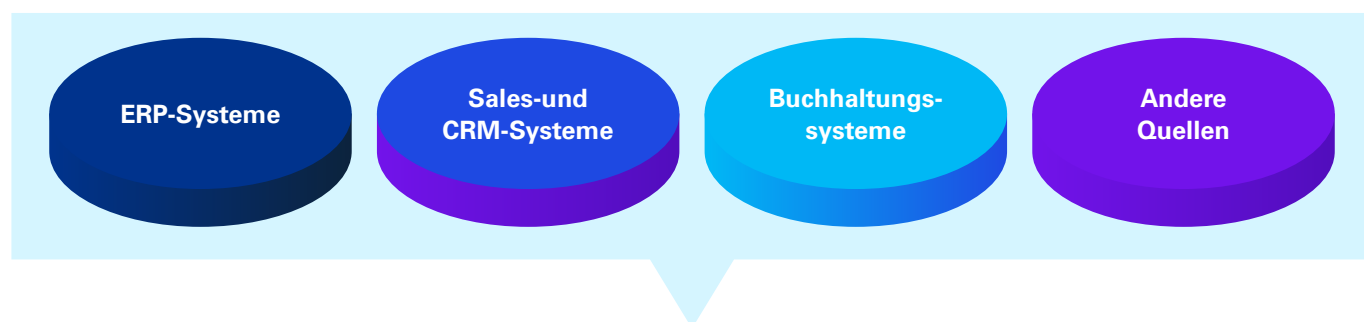 ERP-Systeme
Sales-und
CRM-Systeme
Buchhaltungs-
systeme
Andere
Quellen